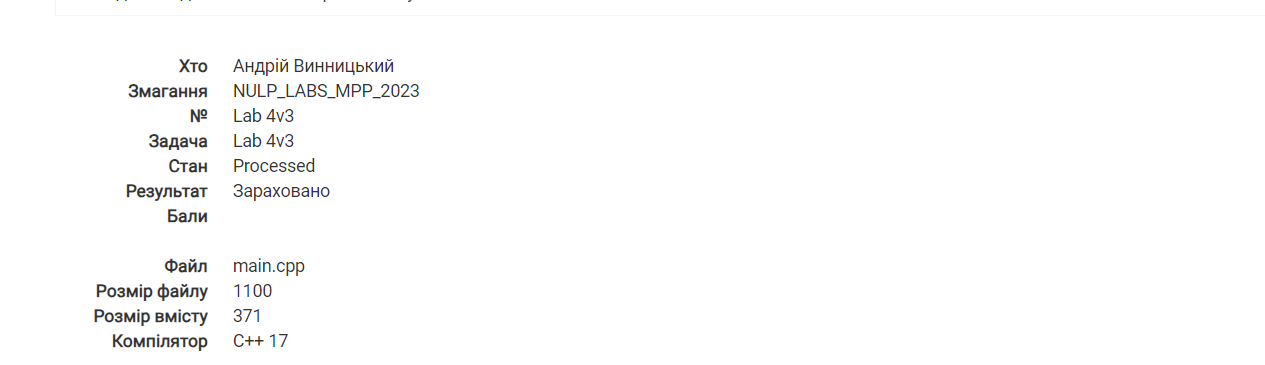 Хто Андрій Винницький
Змагання NULP_LABS_MPP_2023
№ Lab 4v3
Задача Lab 4v3
Стан Processed
Результат Зараховано
Бали
Файл main.cpp
Розмір файлу 1100
Розмір вмісту 371
Компілятор C++ 17